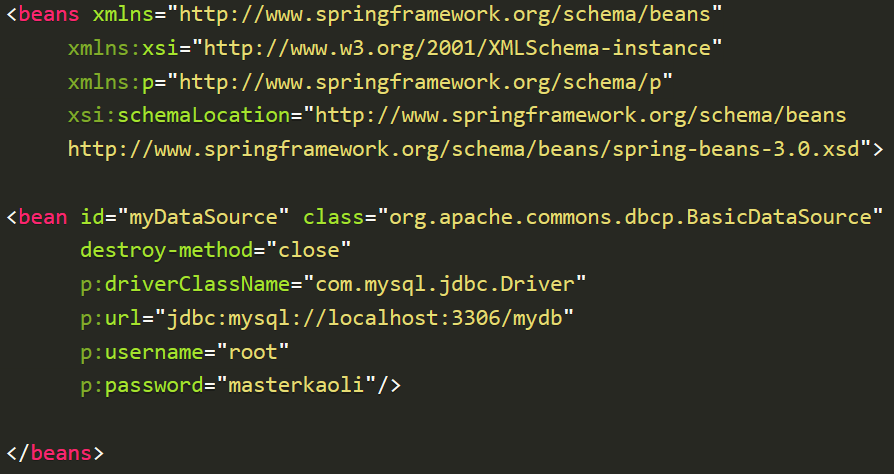 <beans xmlns="http://www.springframework.org/schema/beans"
     xmlns:xsi="http://www.w3.org/2001/XMLSchema-instance"
     xmlns:p="http://www.springframework.org/schema/p"
     xsi:schemaLocation="http://www.springframework.org/schema/beans
     http://www.springframework.org/schema/beans/spring-beans-3.0.xsd">

<bean id="myDataSource" class="org.apache.commons.dbcp.BasicDataSource"
      destroy-method="close"
      p:driverClassName="com.mysql.jdbc.Driver"
      p:url="jdbc:mysql://localhost:3306/mydb"
      p:username="root"
      p:password="masterkaoli"/>

</beans>